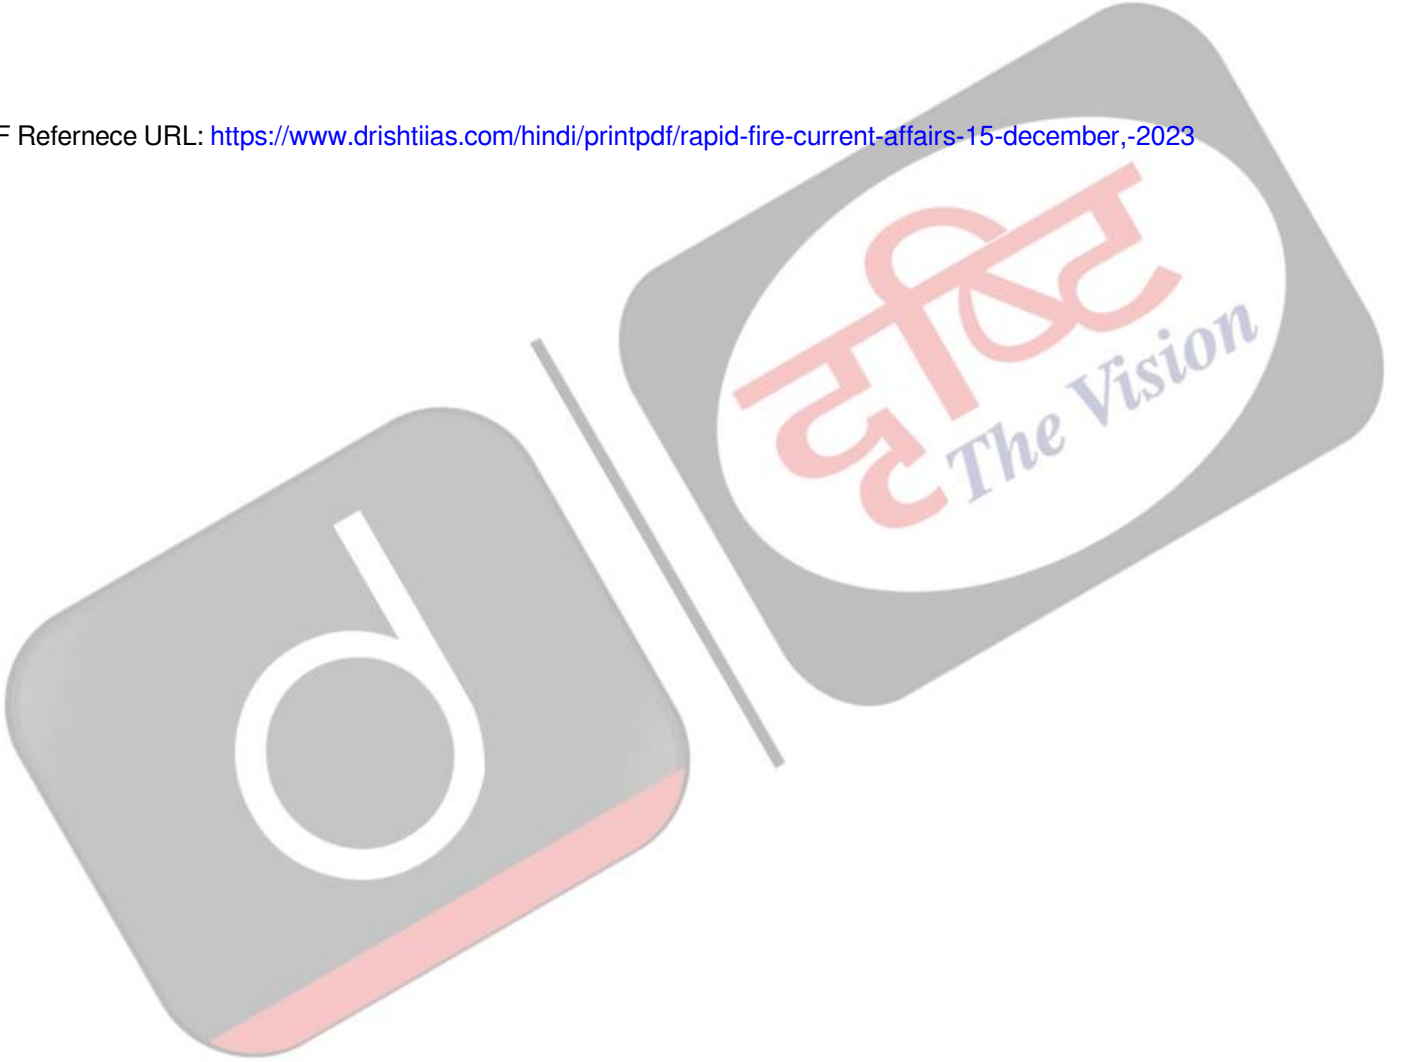 F Refernece URL: https://www.drishtiias.com/hindi/printpdf/rapid-fire-current-affairs-15-december,-2023
दृष्टि
The Vision
d